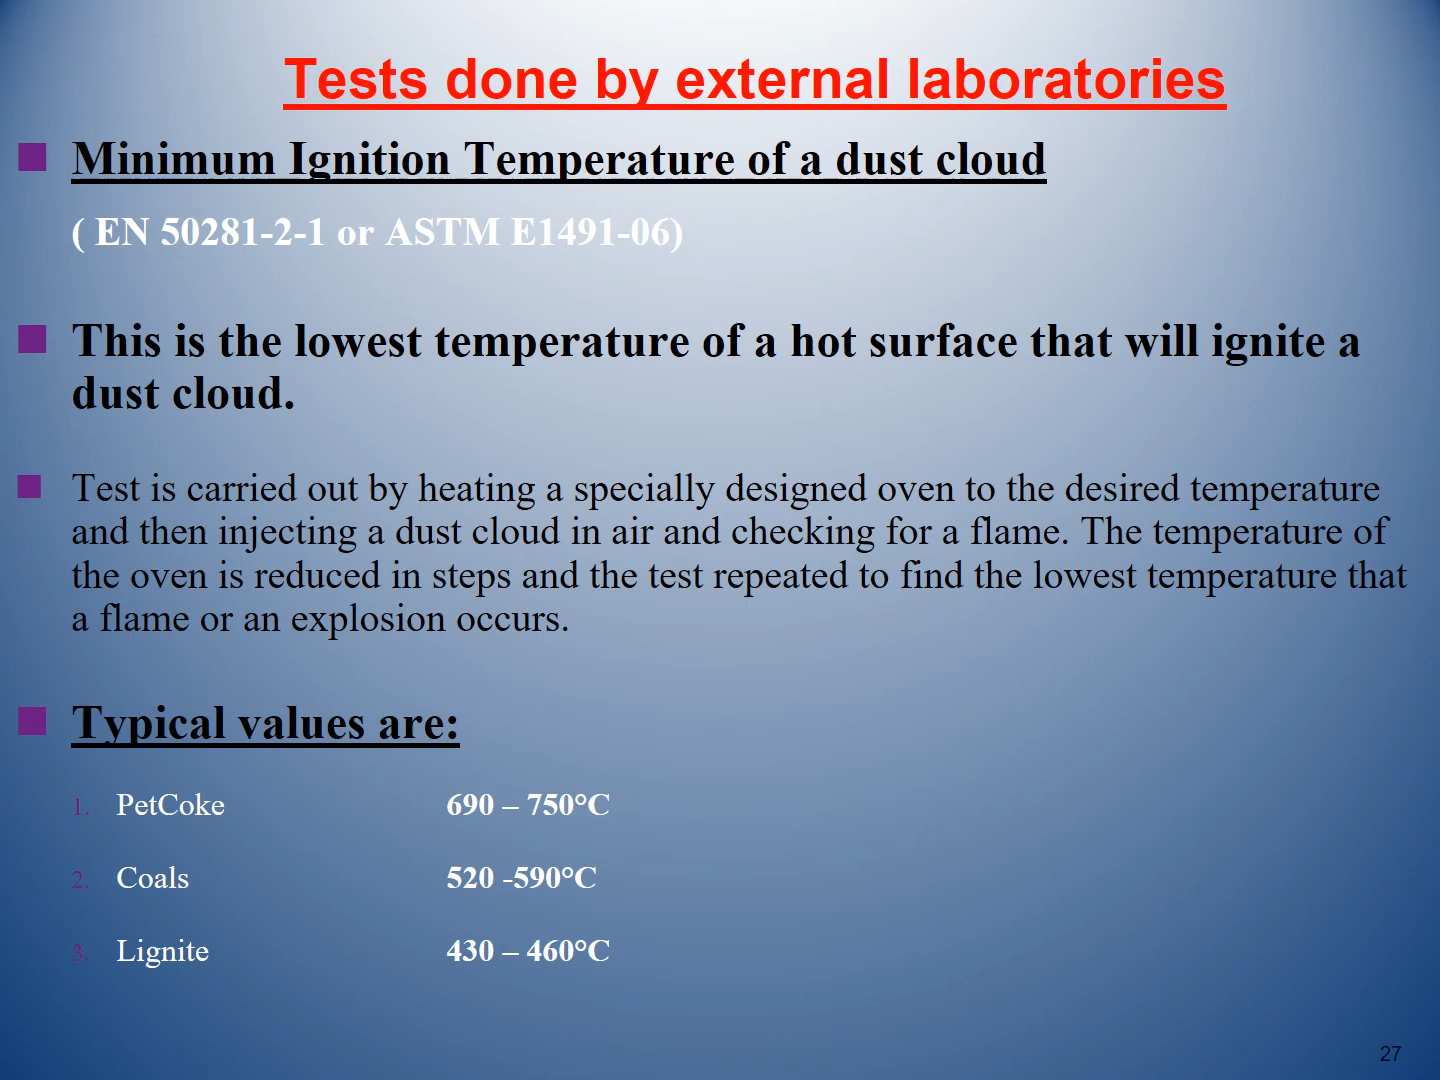 Tests done by external laboratories
Minimum Ignition Temperature of a dust cloud
( EN 50281-2-1 or ASTM E1491-06)
This is the lowest temperature of a hot surface that will ignite a
dust cloud.
Test is carried out by heating a specially designed oven to the desired temperature
and then injecting a dust cloud in air and checking for a flame. The temperature of
the oven is reduced in steps and the test repeated to find the lowest temperature that
a flame or an explosion occurs.
Typical values are:
1. PetCoke 690 – 750°C
2. Coals 520 -590°C
3. Lignite 430 – 460°C
27